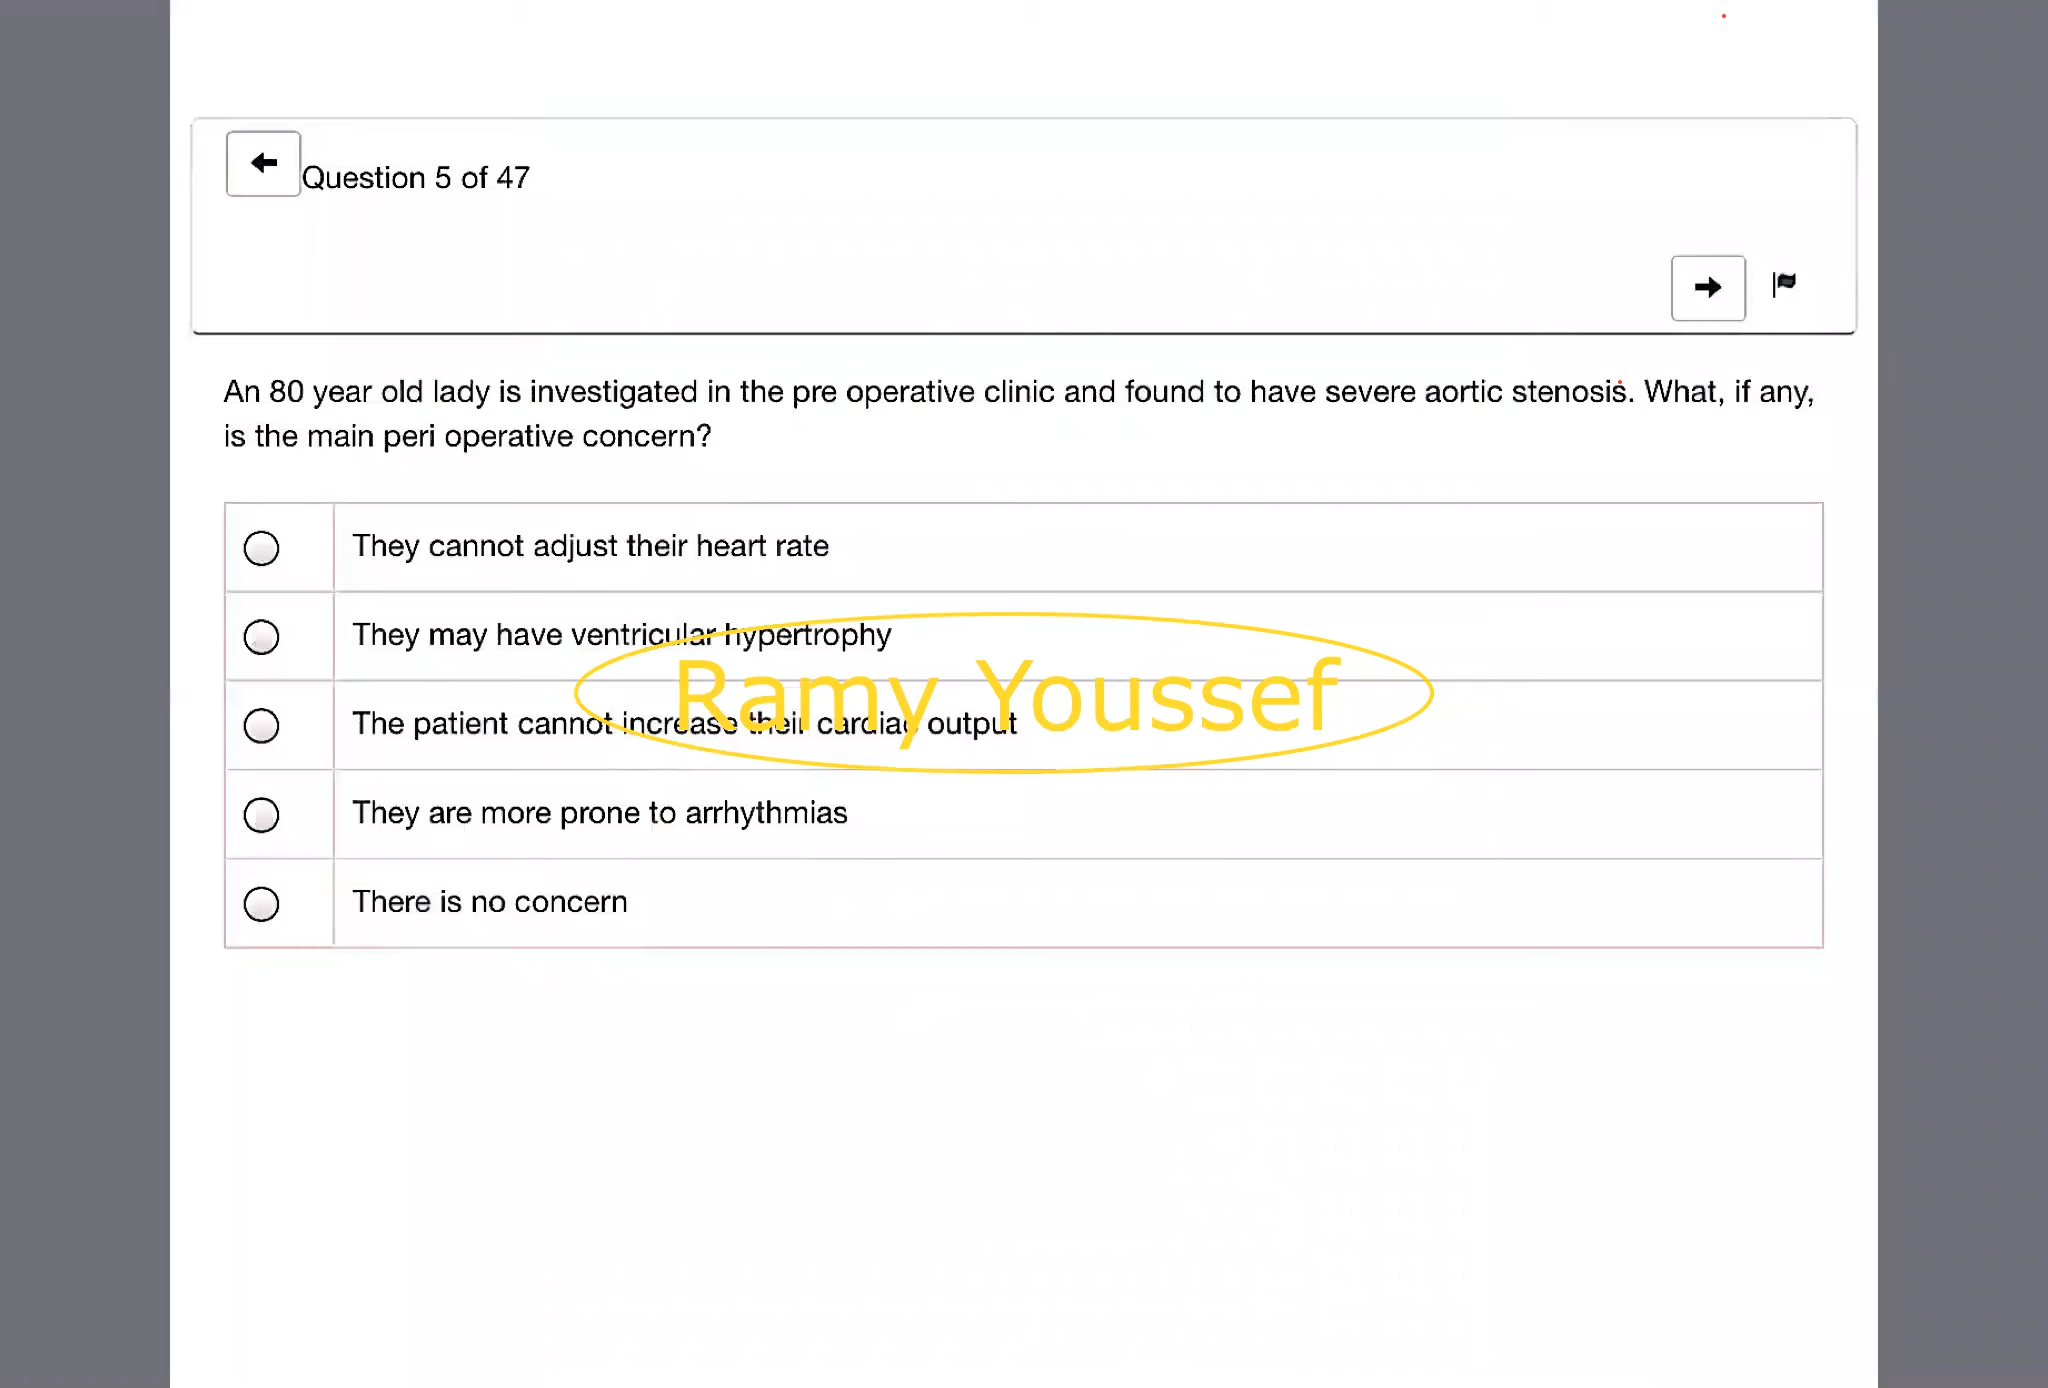 Question 5 of 47
An 80 year old lady is investigated in the pre operative clinic and found to have severe aortic stenosis. What, if any,
is the main peri operative concern?
They cannot adjust their heart rate
They may have ventricular hypertrophy
Ramy Youssef
The patient cannot increase their cardiac output
They are more prone to arrhythmias
There is no concern